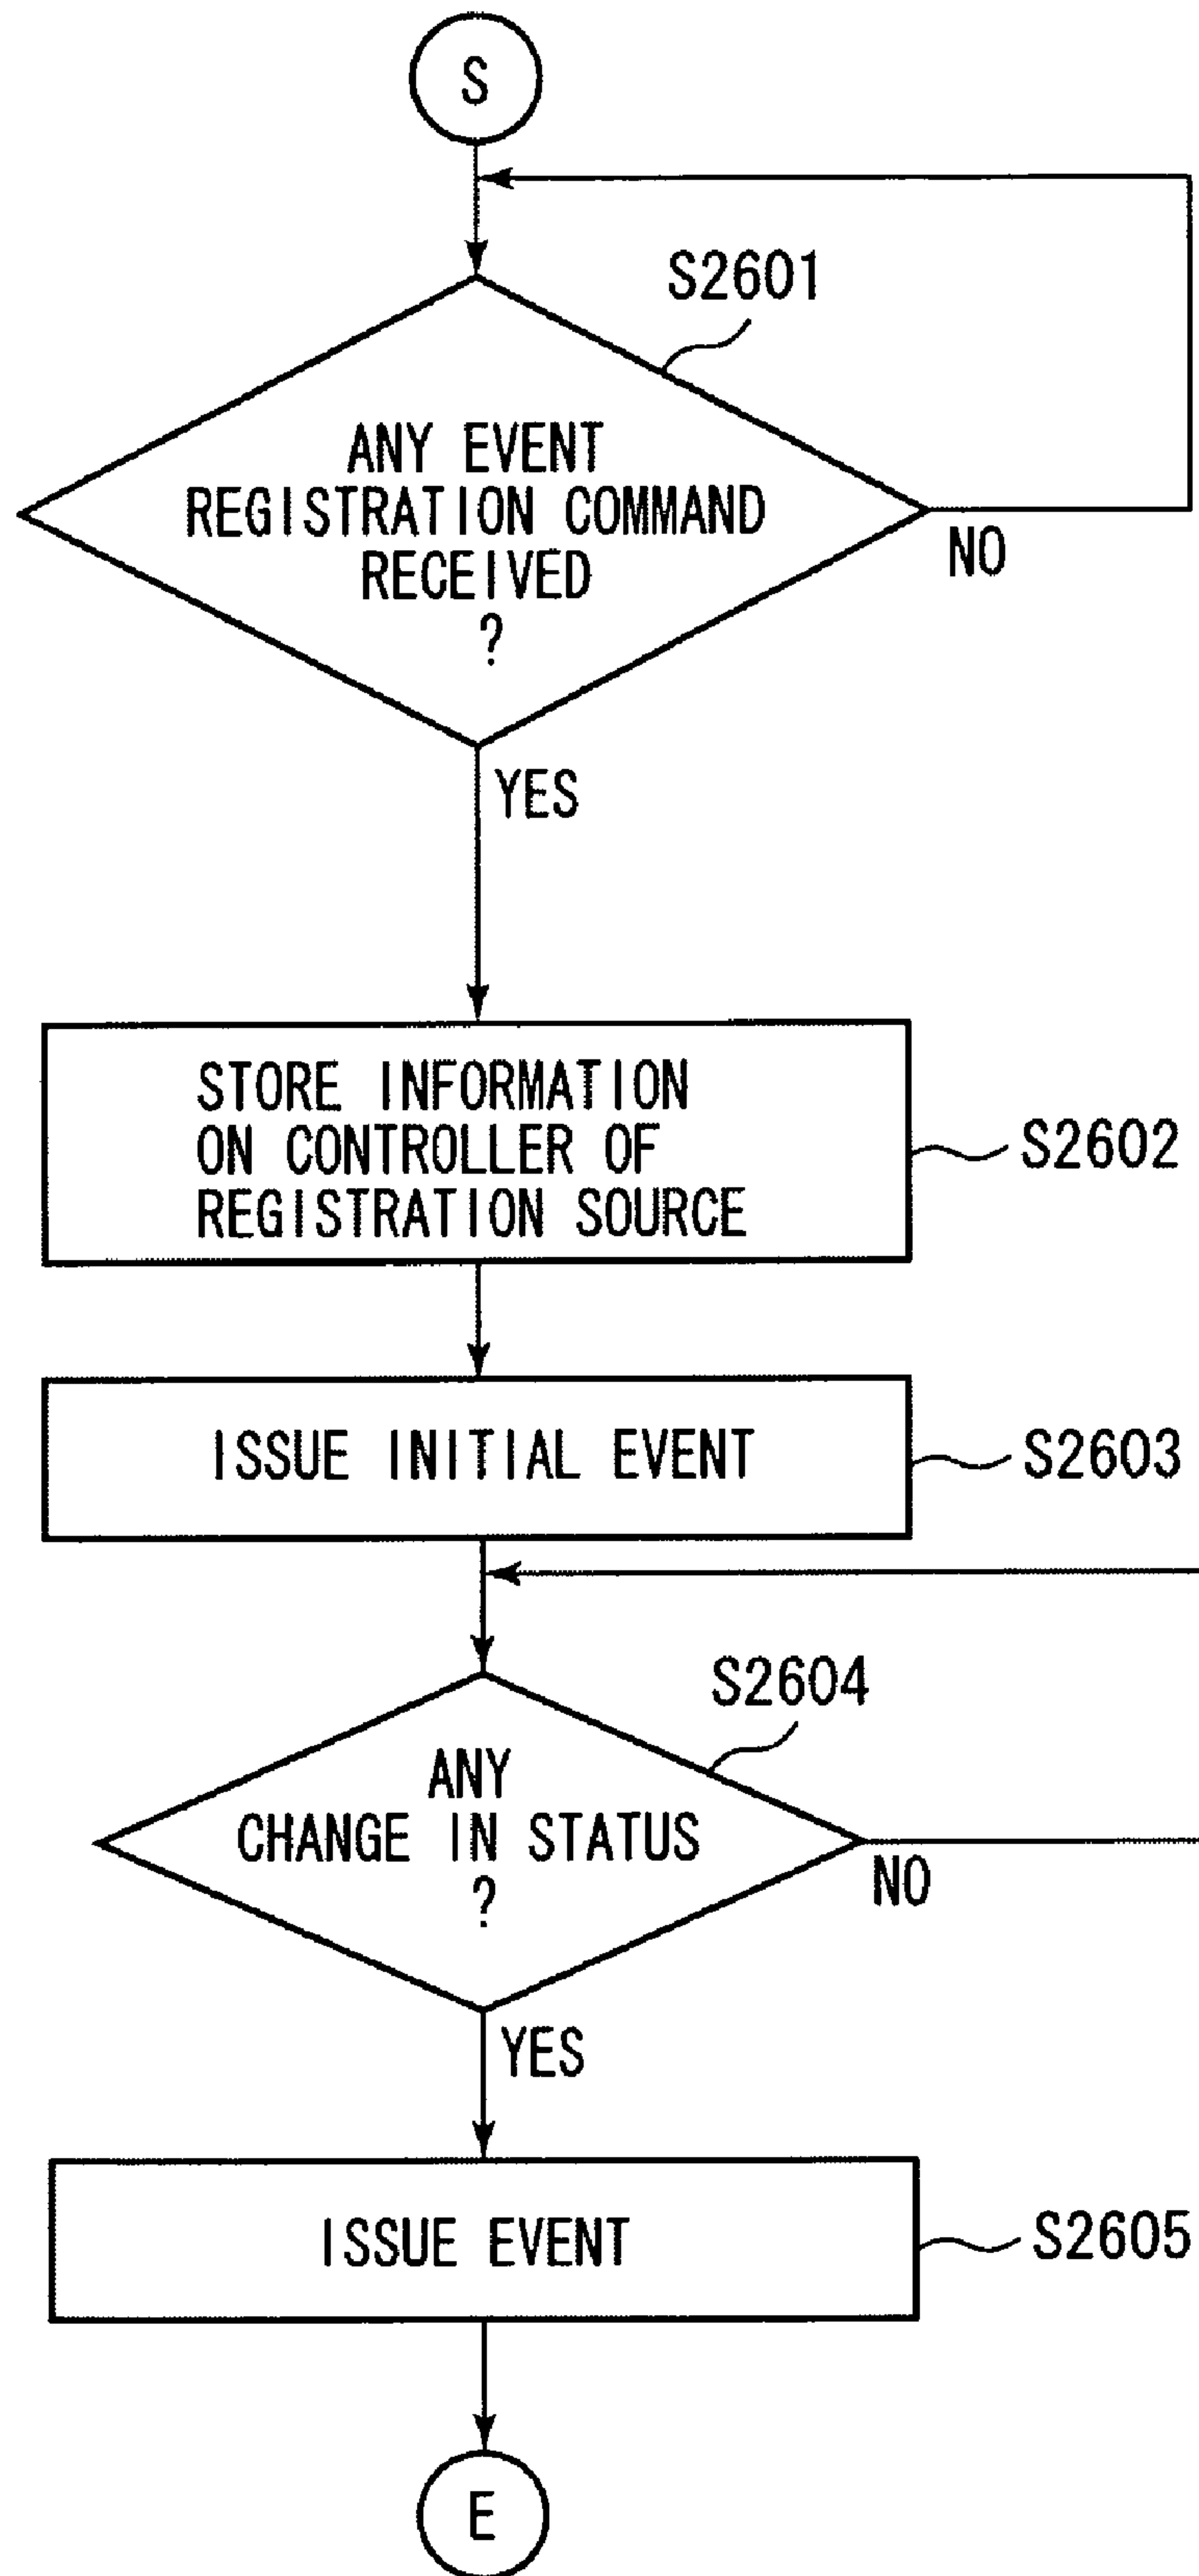 S
S2601
ANY EVENT
REGISTRATION COMMAND
RECEIVED
?
NO
YES
STORE INFORMATION
ON CONTROLLER OF
REGISTRATION SOURCE
S2602
ISSUE INITIAL EVENT
S2603
S2604
ANY
CHANGE IN STATUS
?
NO
YES
ISSUE EVENT
S2605
E